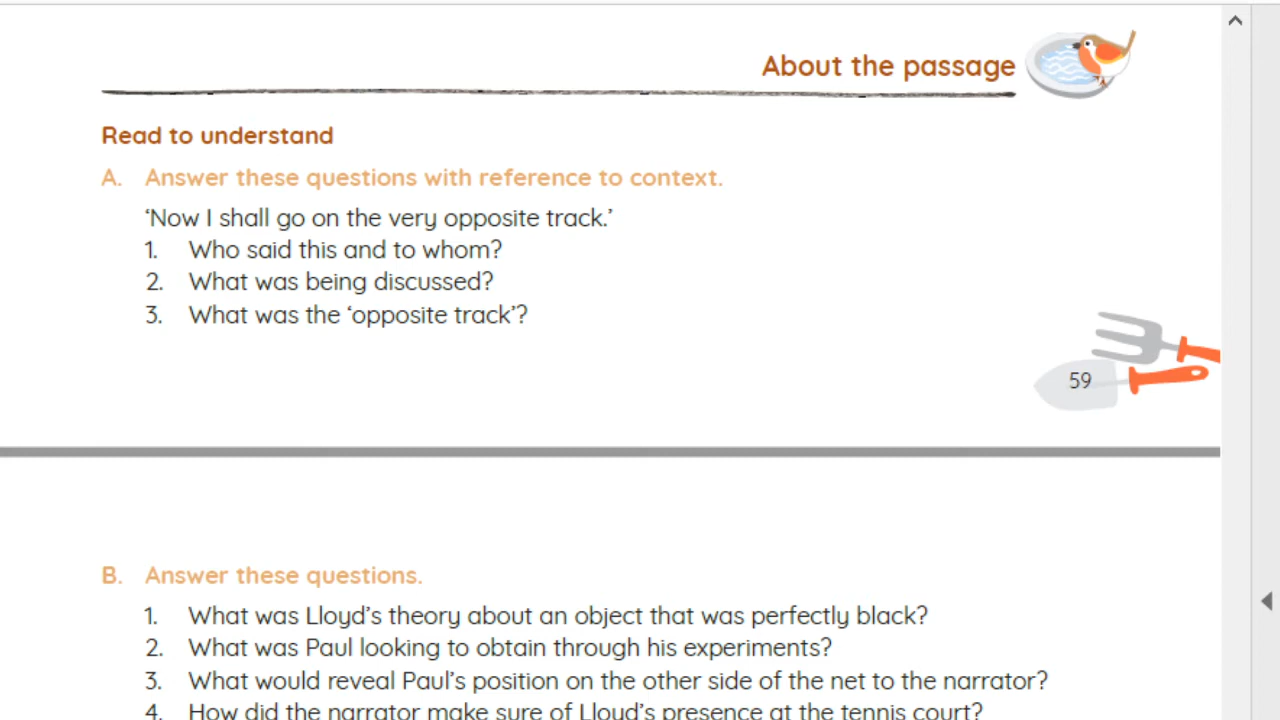 About the passage
Read to understand
A. Answer these questions with reference to context.
‘Now I shall go on the very opposite track.’
1. Who said this and to whom?
2. What was being discussed?
3. What was the ‘opposite track’?
59
B. Answer these questions.
1. What was Lloyd’s theory about an object that was perfectly black?
2. What was Paul looking to obtain through his experiments?
3. What would reveal Paul’s position on the other side of the net to the narrator?
4. How did the narrator make sure of Lloyd’s presence at the tennis court?